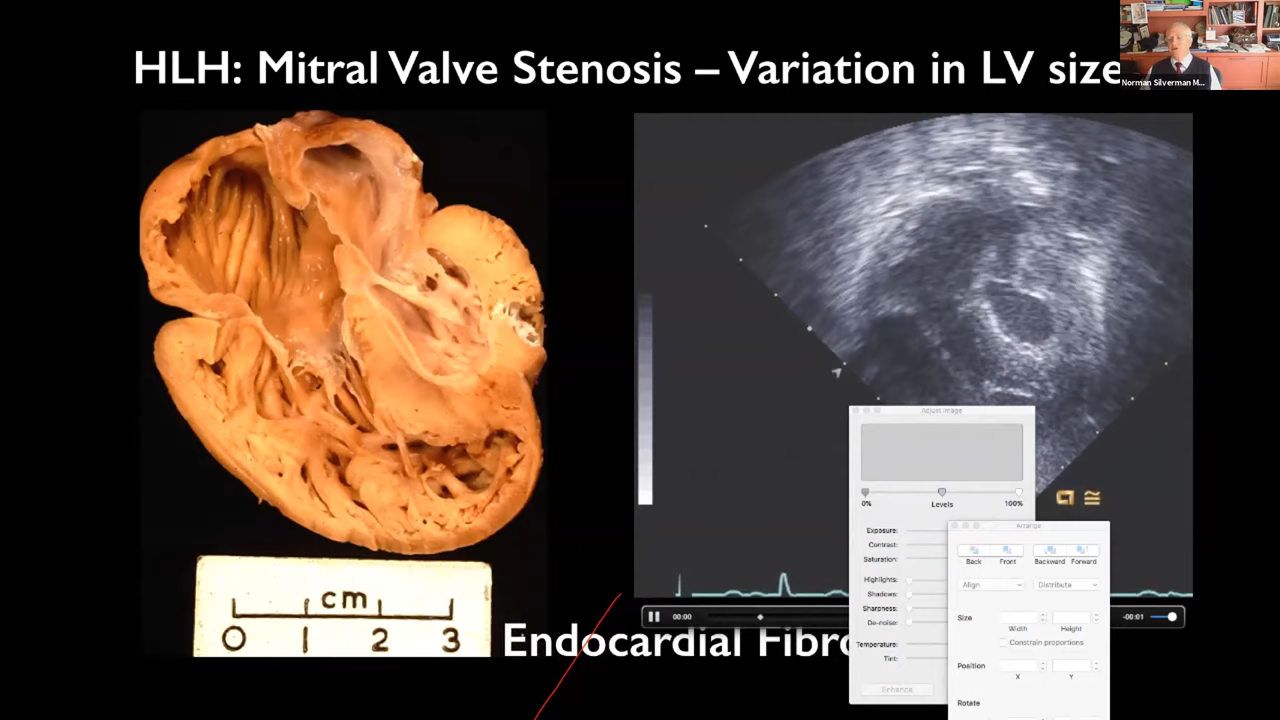 HLH: Mitral Valve Stenosis – Variation in LV size
Norman Silverman M...
cm
0 1 2 3
Endocardial Fibro
00:00
-00:01
Adjust Image
0% Levels 100%
Exposure:
Contrast:
Saturation:
Highlights:
Shadows:
Sharpness:
De-noise:
Temperature:
Tint:
Enhance
Arrange
Back Front Backward Forward
Align Distribute
Size
Width Height
Constrain proportions
Position
X Y
Rotate